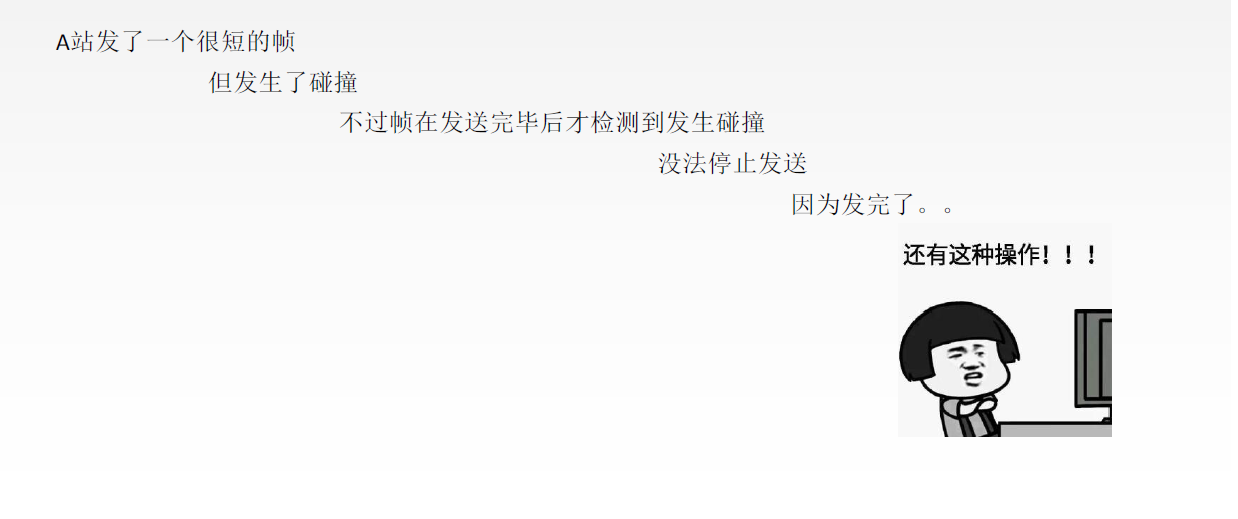 A站发了一个很短的帧
但发生了碰撞
不过帧在发送完毕后才检测到发生碰撞
没法停止发送
因为发完了。。
还有这种操作！！！